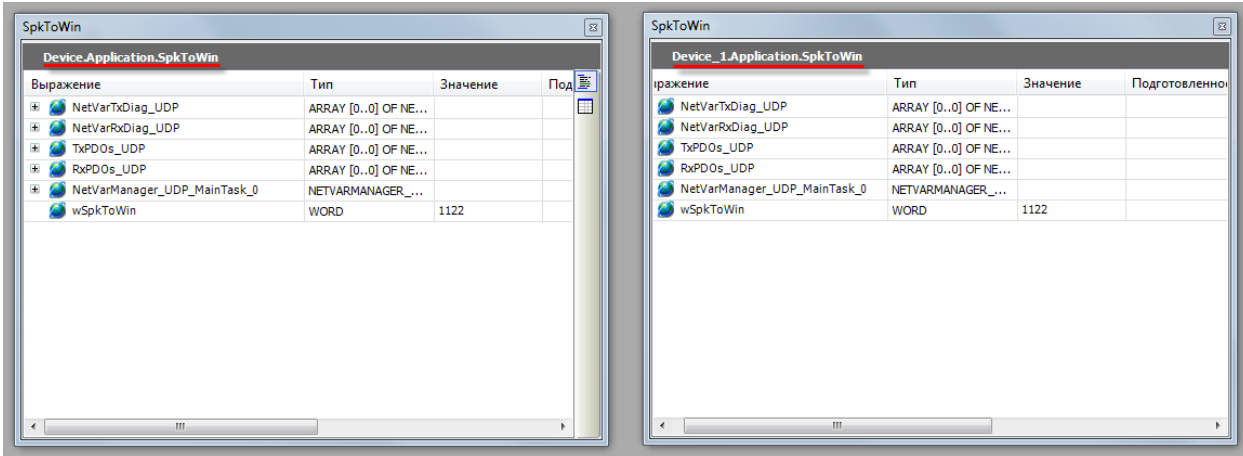 SpkToWin
Device.Application.SpkToWin
Выражение Тип Значение Под
NetVarTxDiag_UDP ARRAY [0..0] OF NE...
NetVarRxDiag_UDP ARRAY [0..0] OF NE...
TxPDOs_UDP ARRAY [0..0] OF NE...
RxPDOs_UDP ARRAY [0..0] OF NE...
NetVarManager_UDP_MainTask_0 NETVARMANAGER_...
wSpkToWin WORD 1122
SpkToWin
Device_1.Application.SpkToWin
ыражение Тип Значение Подготовленно
NetVarTxDiag_UDP ARRAY [0..0] OF NE...
NetVarRxDiag_UDP ARRAY [0..0] OF NE...
TxPDOs_UDP ARRAY [0..0] OF NE...
RxPDOs_UDP ARRAY [0..0] OF NE...
NetVarManager_UDP_MainTask_0 NETVARMANAGER_...
wSpkToWin WORD 1122